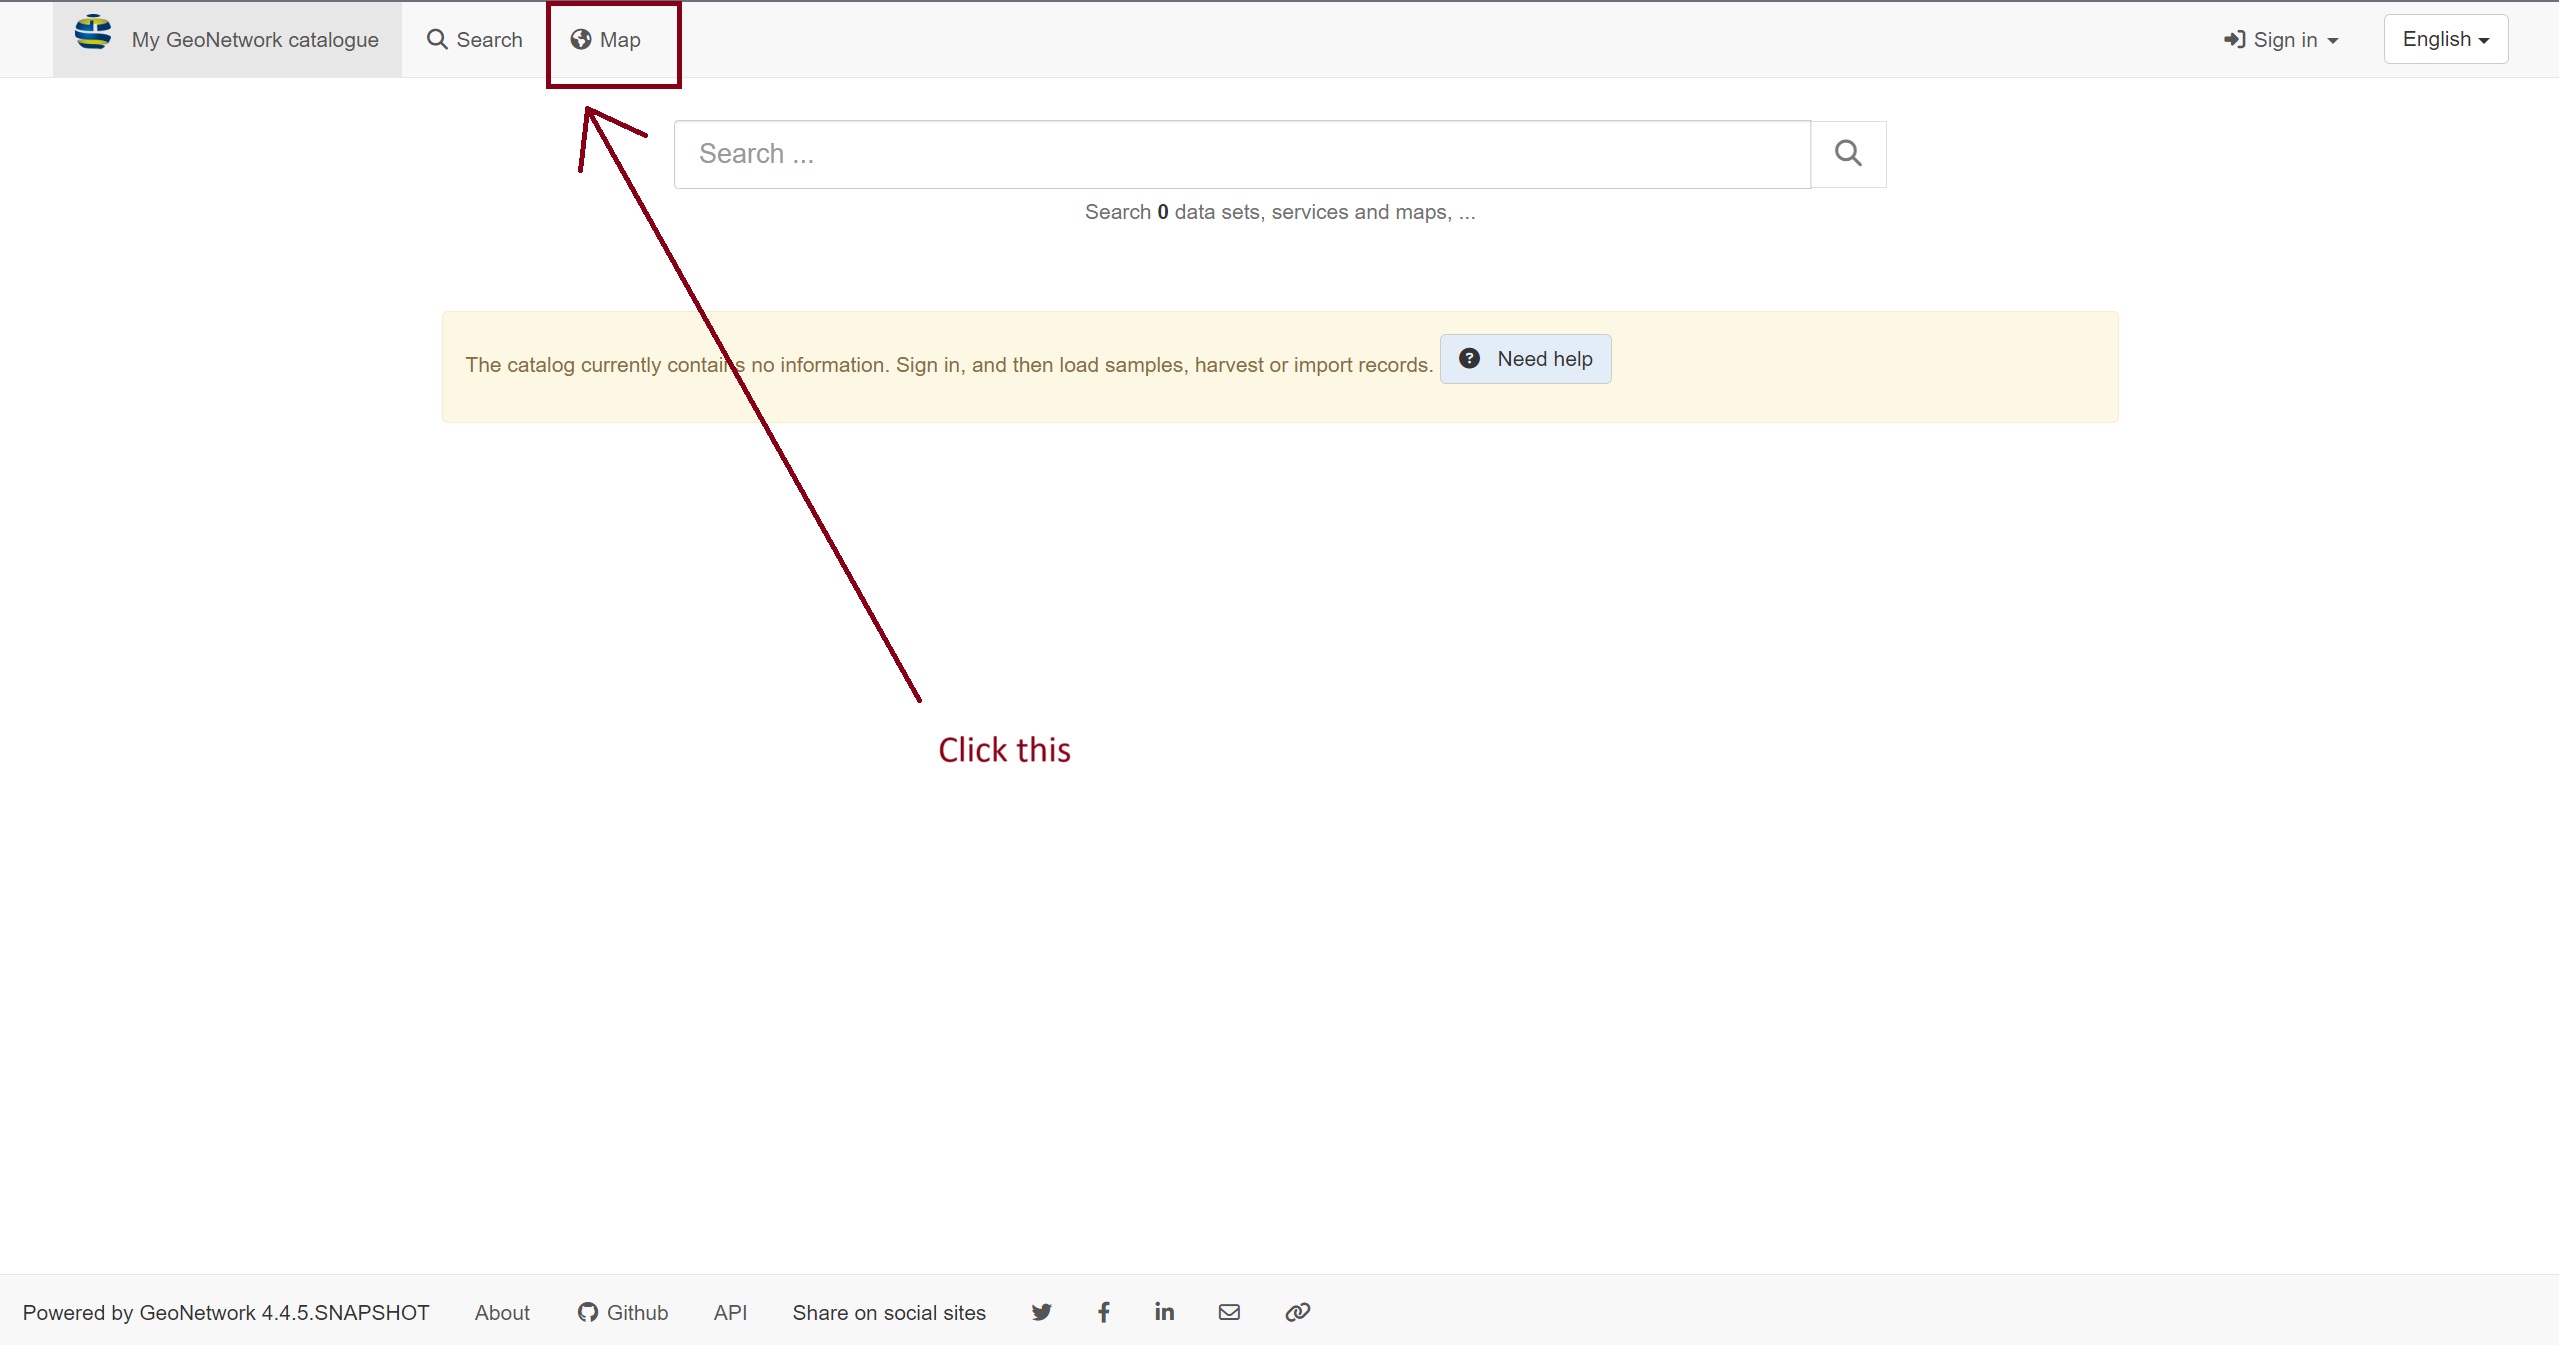 My GeoNetwork catalogue Search Map Sign in English
Search ...
Search 0 data sets, services and maps, ...
The catalog currently contains no information. Sign in, and then load samples, harvest or import records. Need help
Click this
Powered by GeoNetwork 4.4.5.SNAPSHOT About Github API Share on social sites